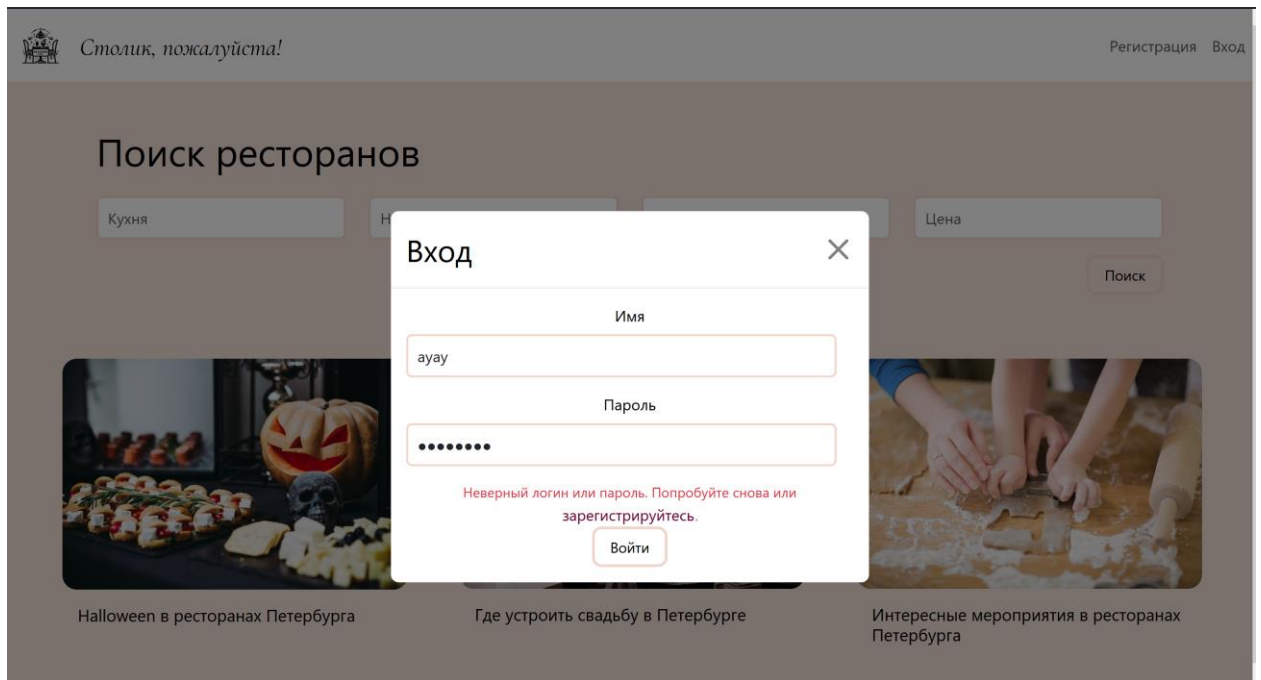 Столик, пожалуйста!
Регистрация Вход
Поиск ресторанов
Кухня
Н
Цена
Поиск
Вход
Имя
ayay
Пароль
••••••••
Неверный логин или пароль. Попробуйте снова или
зарегистрируйтесь.
Войти
Halloween в ресторанах Петербурга
Где устроить свадьбу в Петербурге
Интересные мероприятия в ресторанах
Петербурга